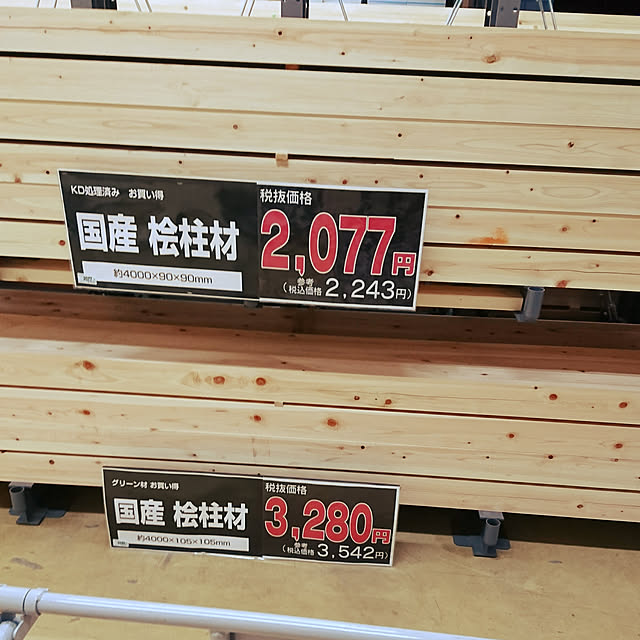 KD処理済み お買い得
国産 桧柱材
約4000×90×90mm
税抜価格
2,077円
参考
(税込価格 2,243円)
グリーン材 お買い得
国産 桧柱材
約4000×105×105mm
税抜価格
3,280円
参考
(税込価格 3,542円)